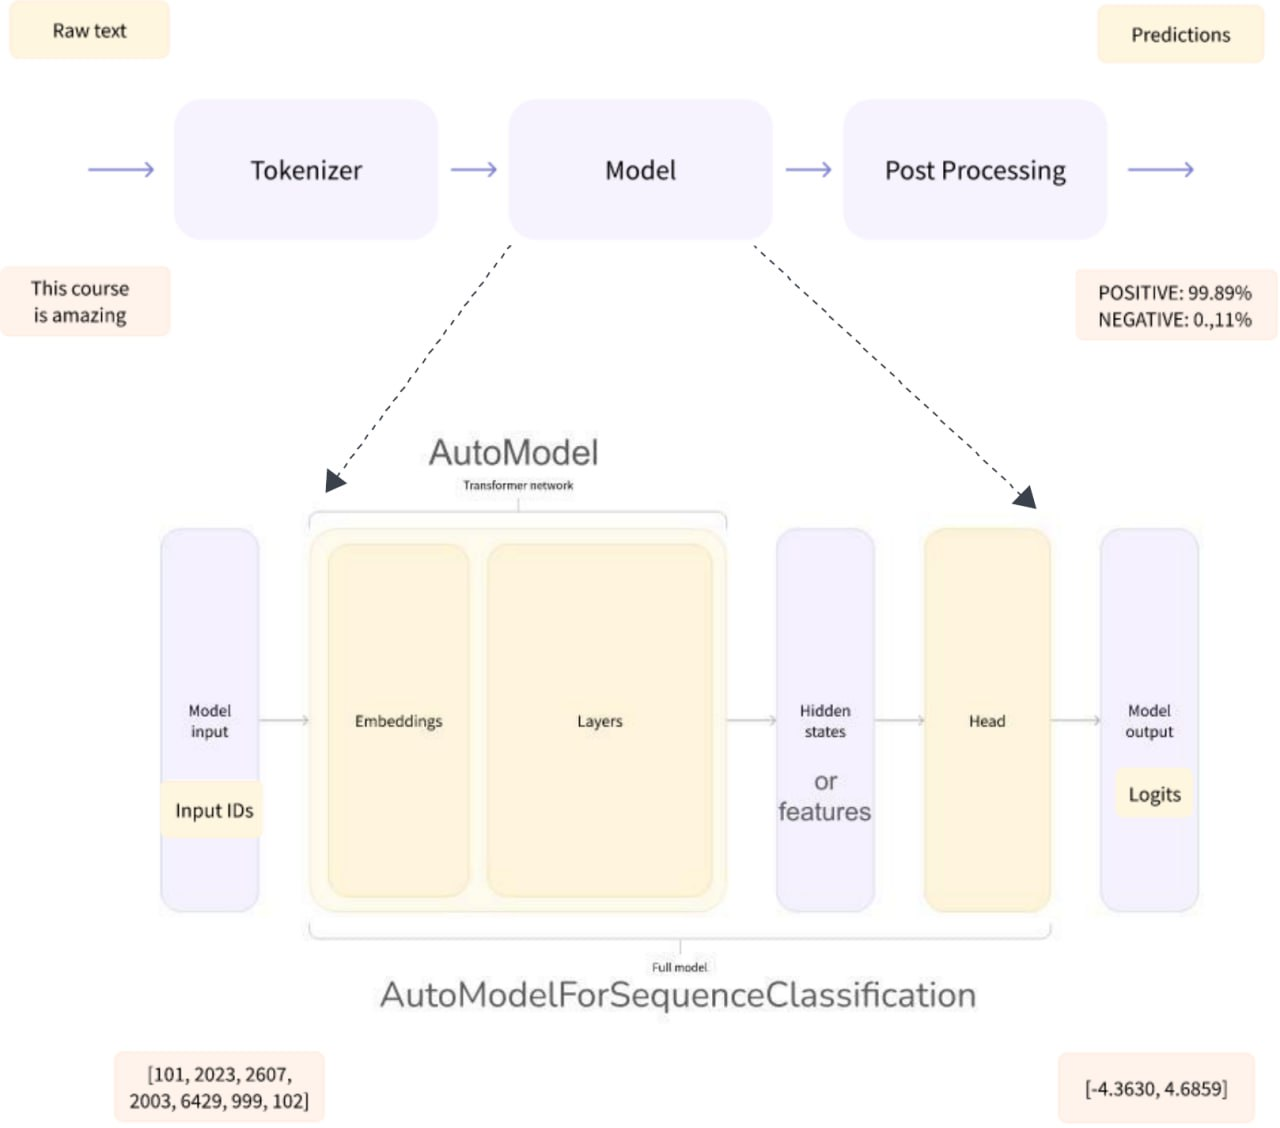 Raw text
Predictions
Tokenizer
Model
Post Processing
This course
is amazing
POSITIVE: 99.89%
NEGATIVE: 0.,11%
AutoModel
Transformer network
Model
input
Input IDs
Embeddings
Layers
Hidden
states
or
features
Head
Model
output
Logits
Full model
AutoModelForSequenceClassification
[101, 2023, 2607,
2003, 6429, 999, 102]
[-4.3630, 4.6859]